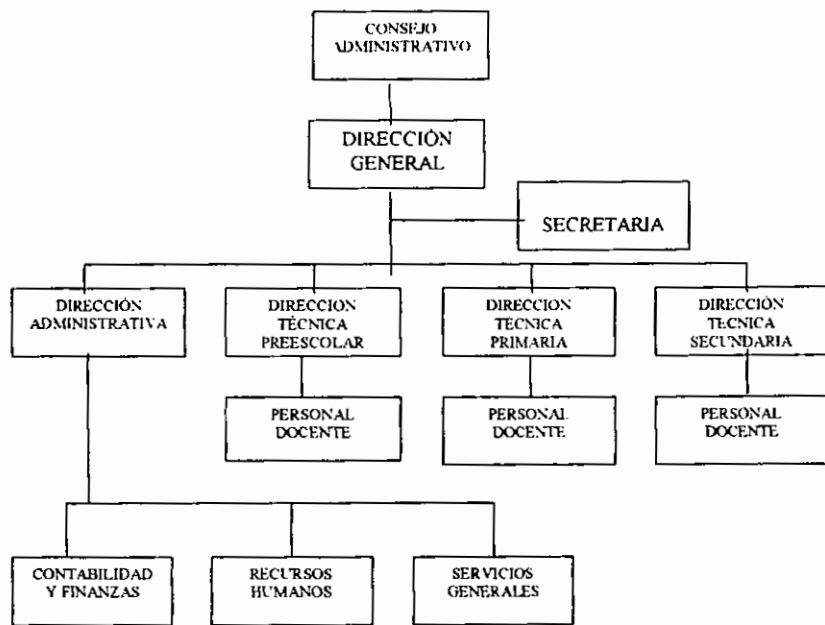 CONSEJO
ADMINISTRATIVO
DIRECCIÓN
GENERAL
SECRETARIA
DIRECCIÓN
ADMINISTRATIVA
DIRECCION
TÉCNICA
PREESCOLAR
DIRECCION
TÉCNICA
PRIMARIA
DIRECCIÓN
TECNICA
SECUNDARIA
PERSONAL
DOCENTE
PERSONAL
DOCENTE
PERSONAL
DOCENTE
CONTABILIDAD
Y FINANZAS
RECURSOS
HUMANOS
SERVICIOS
GENERALES